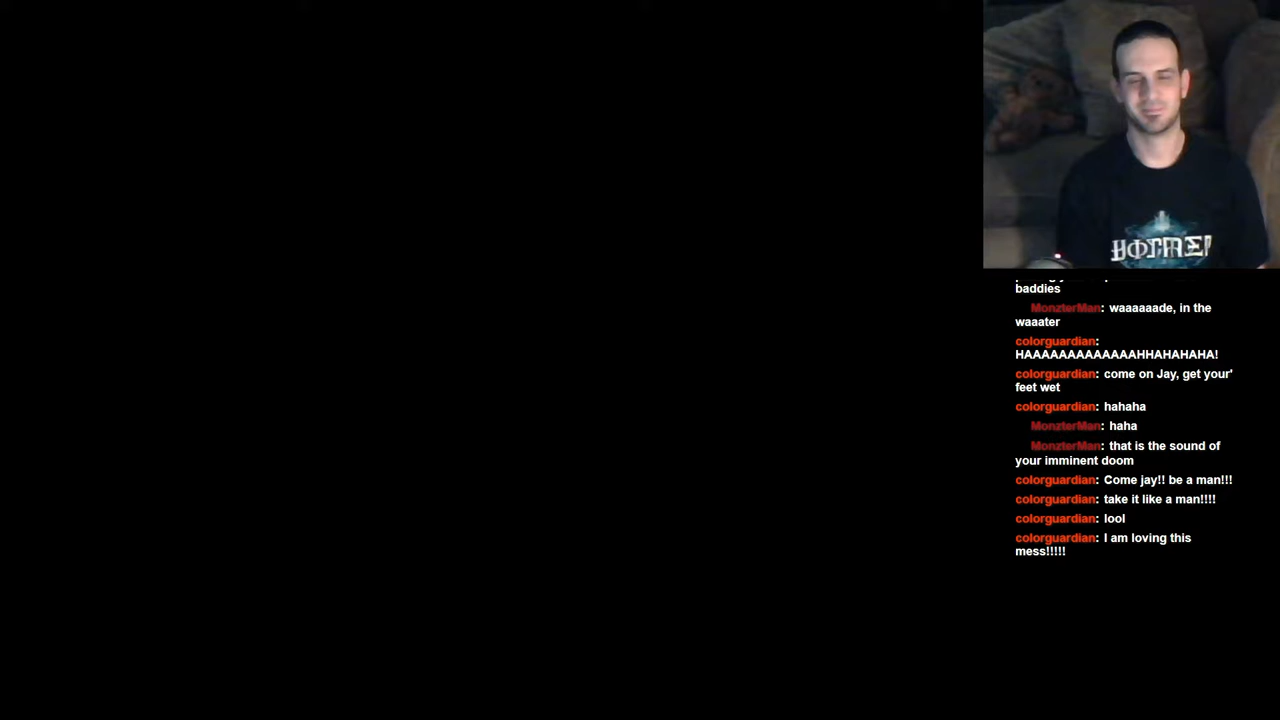 baddies
MonzterMan: waaaaaade, in the
waaater
colorguardian:
HAAAAAAAAAAAAAHHAHAHAHA!
colorguardian: come on Jay, get your'
feet wet
colorguardian: hahaha
MonzterMan: haha
MonzterMan: that is the sound of
your imminent doom
colorguardian: Come jay!! be a man!!!
colorguardian: take it like a man!!!!
colorguardian: lool
colorguardian: I am loving this
mess!!!!!